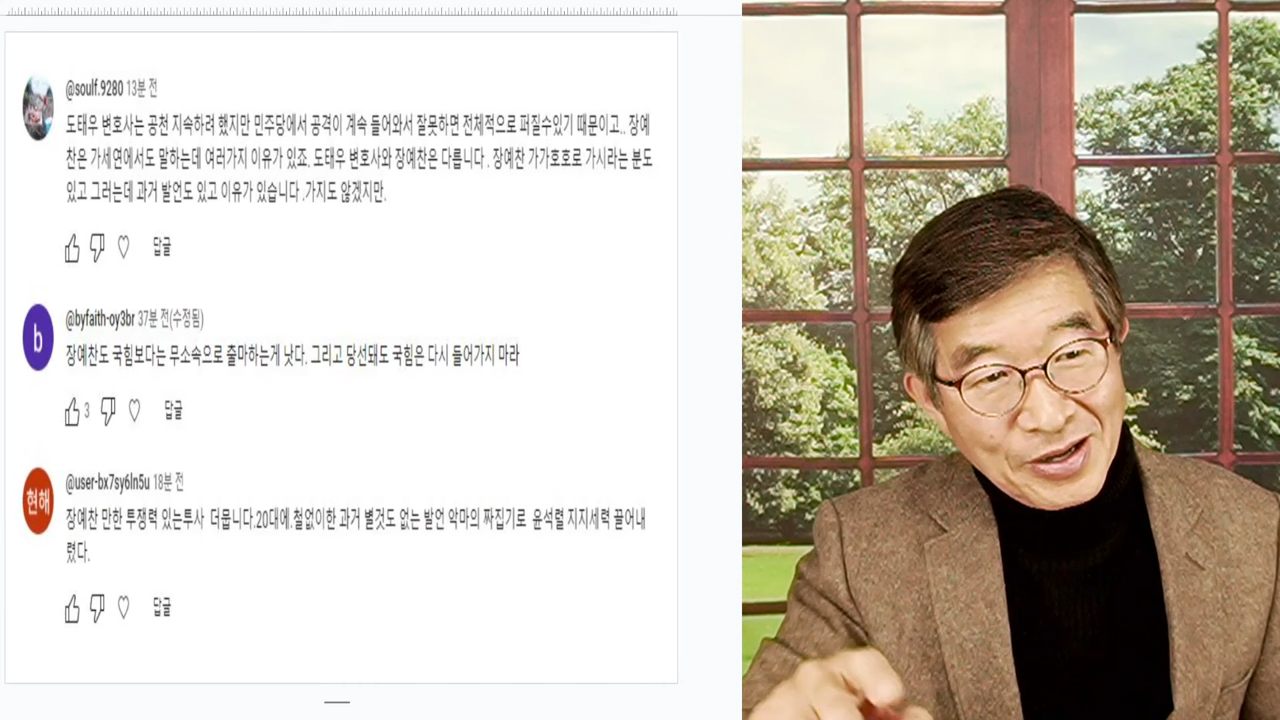 @soulf.9280 13분 전
도태우 변호사는 공천 지속하려 했지만 민주당에서 공격이 계속 들어와서 잘못하면 전체적으로 퍼질수있기 때문이고.. 장예
찬은 가세연에서도 말하는데 여러가지 이유가 있죠. 도태우 변호사와 장예찬은 다릅니다 . 장예찬 가가호호로 가시라는 분도
있고 그러는데 과거 발언도 있고 이유가 있습니다 .가지도 않겠지만.
답글
b
@byfaith-oy3br 37분 전(수정됨)
장예찬도 국힘보다는 무소속으로 출마하는게 낫다. 그리고 당선돼도 국힘은 다시 들어가지 마라
3 답글
현해
@user-bx7sy6ln5u 18분 전
장예찬 만한 투쟁력 있는투사 더뭅니다.20대에.철없이한 과거 별것도 없는 발언 악마의 짜집기로 윤석렬 지지세력 끌어내
렸다.
답글